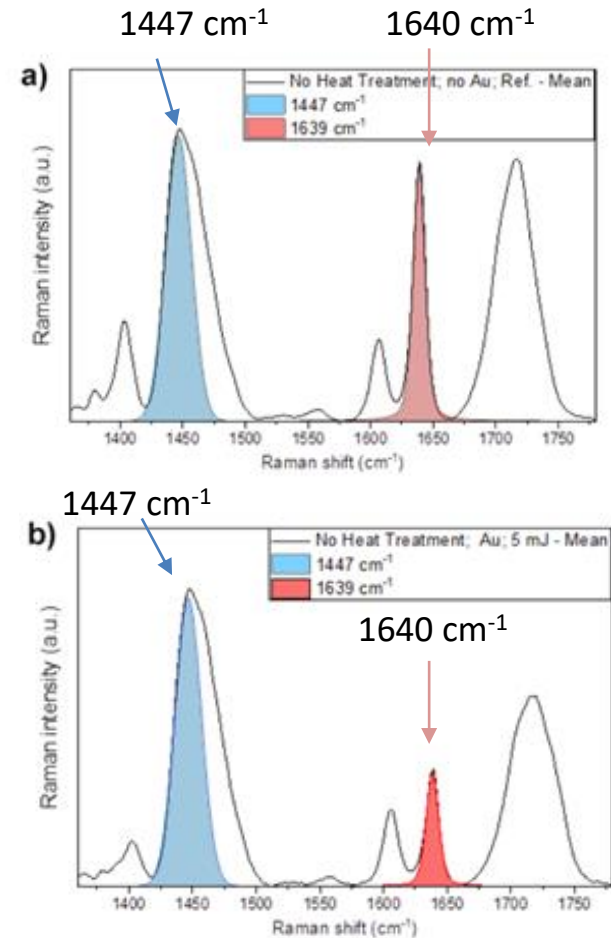 1447 cm-1 1640 cm-1
a)
No Heat Treatment; no Au; Ref. - Mean
1447 cm-1
1639 cm-1
Raman intensity (a.u.)
1400 1450 1500 1550 1600 1650 1700 1750
Raman shift (cm-1)
1447 cm-1
b)
No Heat Treatment; Au; 5 mJ - Mean
1447 cm-1
1639 cm-1
1640 cm-1
Raman intensity (a.u.)
1400 1450 1500 1550 1600 1650 1700 1750
Raman shift (cm-1)